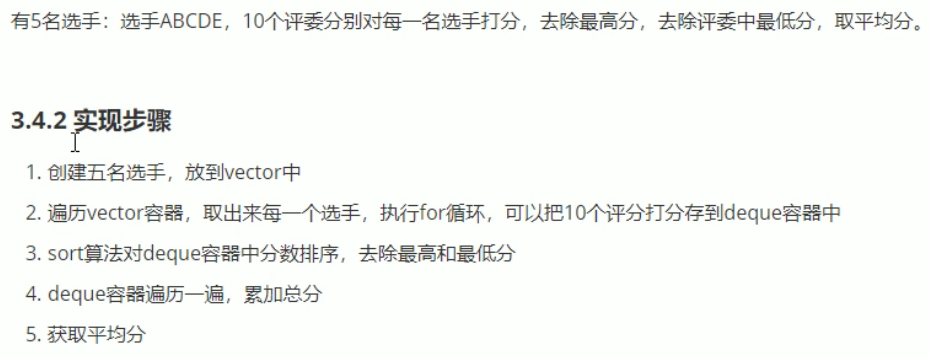 有5名选手：选手ABCDE，10个评委分别对每一名选手打分，去除最高分，去除评委中最低分，取平均分。
3.4.2 实现步骤
1. 创建五名选手，放到vector中
2. 遍历vector容器，取出来每一个选手，执行for循环，可以把10个评分打分存到deque容器中
3. sort算法对deque容器中分数排序，去除最高和最低分
4. deque容器遍历一遍，累加总分
5. 获取平均分